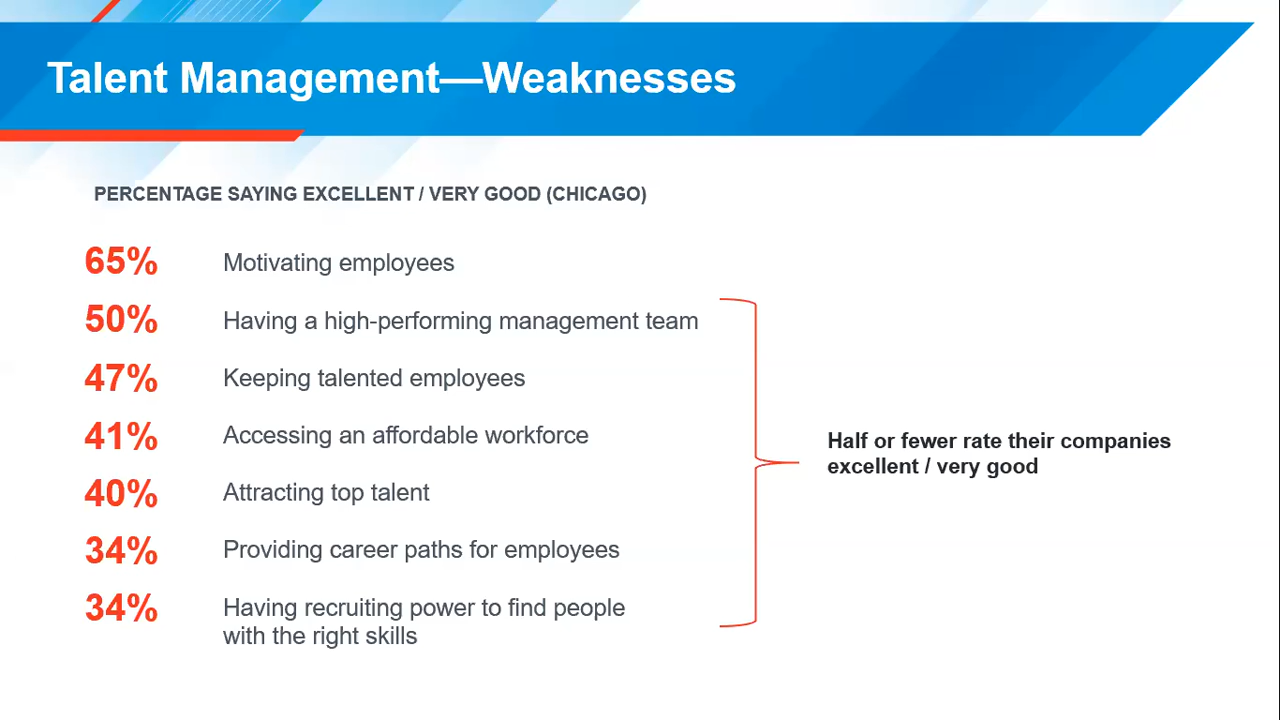 Talent Management—Weaknesses
PERCENTAGE SAYING EXCELLENT / VERY GOOD (CHICAGO)
65% Motivating employees
50% Having a high-performing management team
47% Keeping talented employees
41% Accessing an affordable workforce
40% Attracting top talent
34% Providing career paths for employees
34% Having recruiting power to find people
with the right skills
Half or fewer rate their companies
excellent / very good